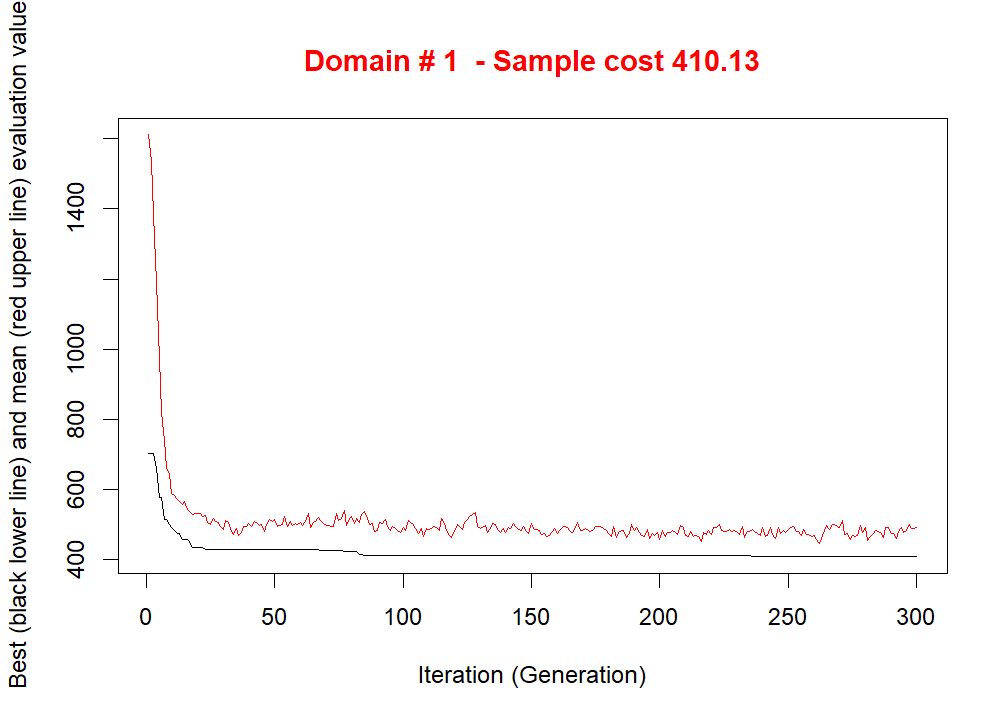 Domain # 1  - Sample cost 410.13
Best (black lower line) and mean (red upper line) evaluation value
1400
1000
800
600
400
0 50 100 150 200 250 300
Iteration (Generation)